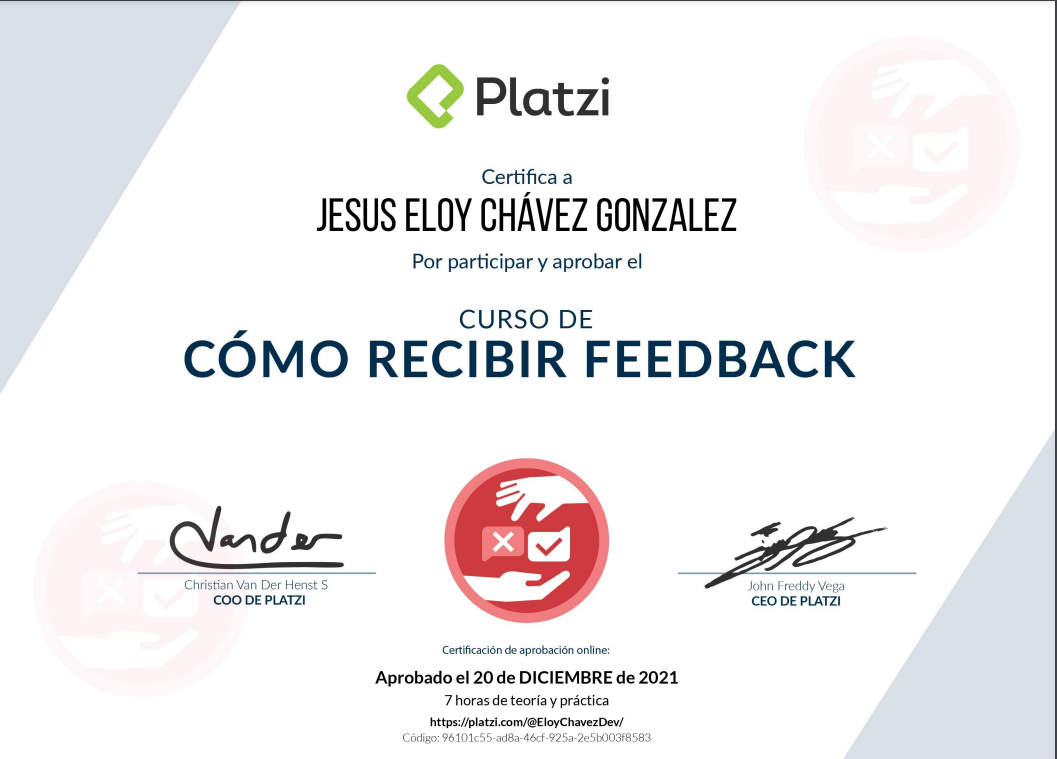 Platzi
Certifica a
JESUS ELOY CHÁVEZ GONZALEZ
Por participar y aprobar el
CURSO DE
CÓMO RECIBIR FEEDBACK
Vander
Christian Van Der Henst S
COO DE PLATZI
John Freddy Vega
CEO DE PLATZI
Certificación de aprobación online:
Aprobado el 20 de DICIEMBRE de 2021
7 horas de teoría y práctica
https://platzi.com/@EloyChavezDev/
Código: 96101c55-ad8a-46cf-925a-2e5b003f8583